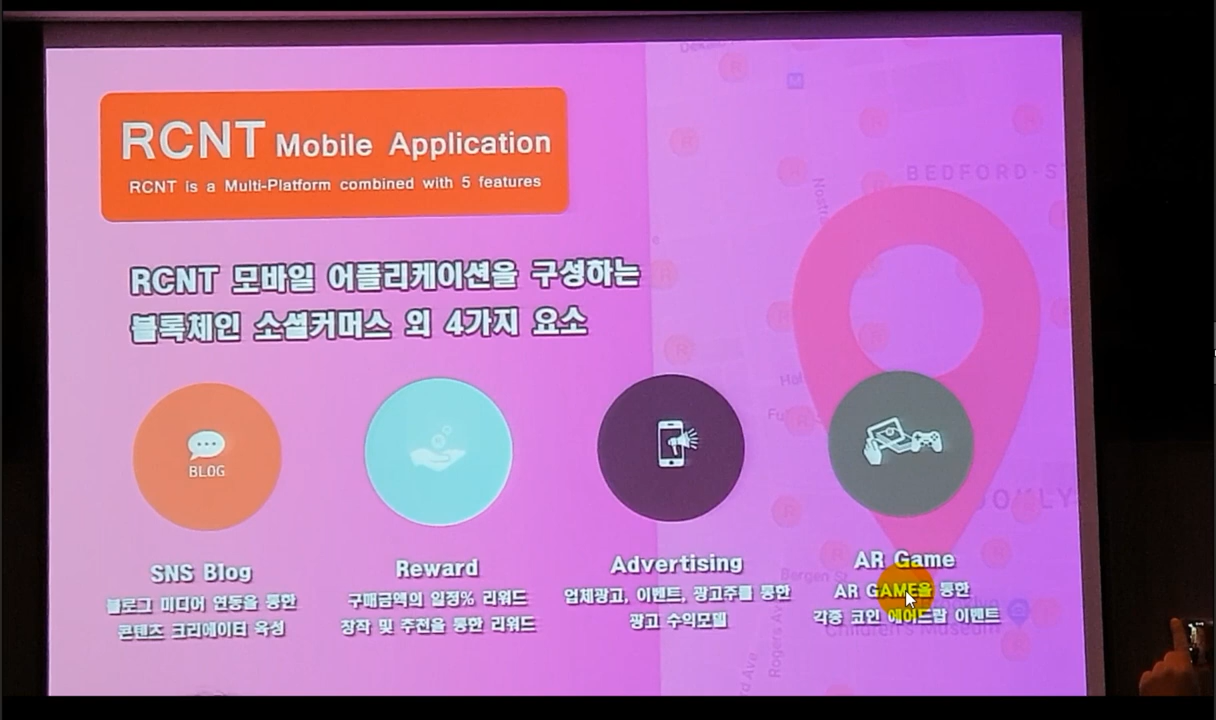 RCNT Mobile Application
RCNT is a Multi-Platform combined with 5 features
RCNT 모바일 어플리케이션을 구성하는
블록체인 소셜커머스 외 4가지 요소
BLOG
SNS Blog
블로그 미디어 연동을 통한
콘텐츠 크리에이터 육성
Reward
구매금액의 일정% 리워드
장작 및 추천을 통한 리워드
Advertising
업체광고, 이벤트, 광고주를 통한
광고 수익모델
AR Game
AR GAME을 통한
각종 코인 에어드랍 이벤트
BEDFORD-ST
Bergen St
Rogers Av
Children's Museum